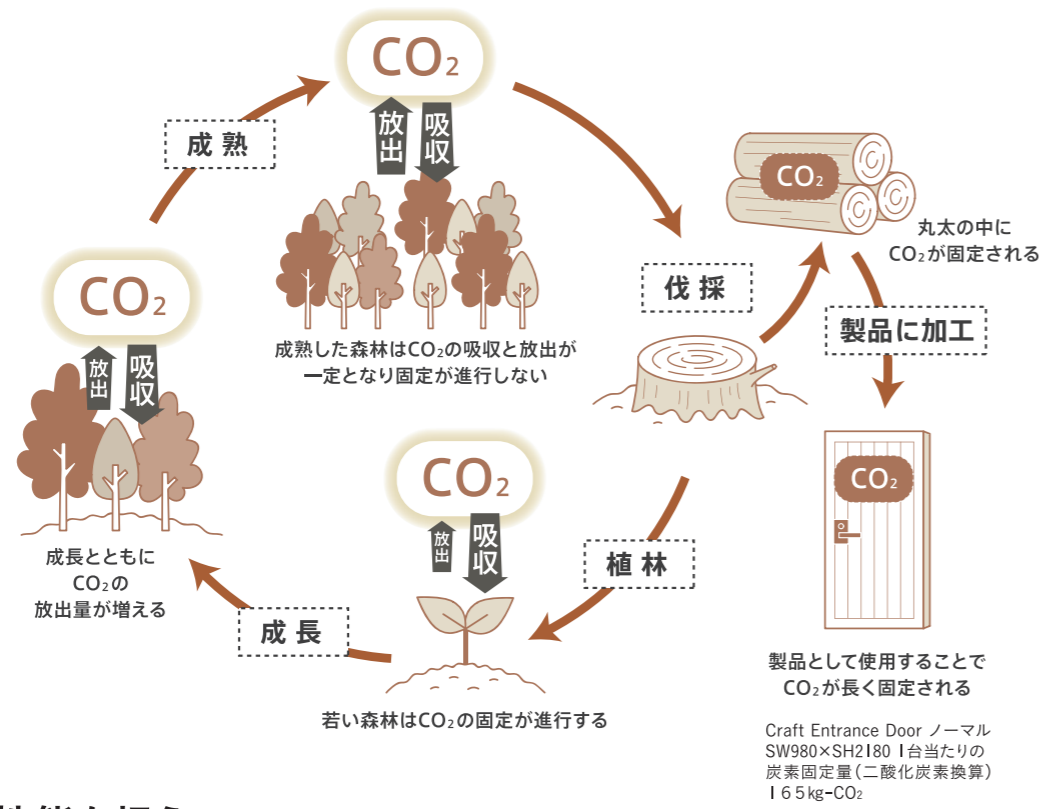 CO2
放出
吸収
成熟
成熟した森林はCO2の吸収と放出が
一定となり固定が進行しない
CO2
丸太の中に
CO2が固定される
伐採
製品に加工
CO2
放出
吸収
成長とともに
CO2の
放出量が増える
CO2
放出
吸収
植林
成長
若い森林はCO2の固定が進行する
CO2
製品として使用することで
CO2が長く固定される
Craft Entrance Door ノーマル
SW980×SH2180 1台当たりの
炭素固定量(二酸化炭素換算)
165kg-CO2